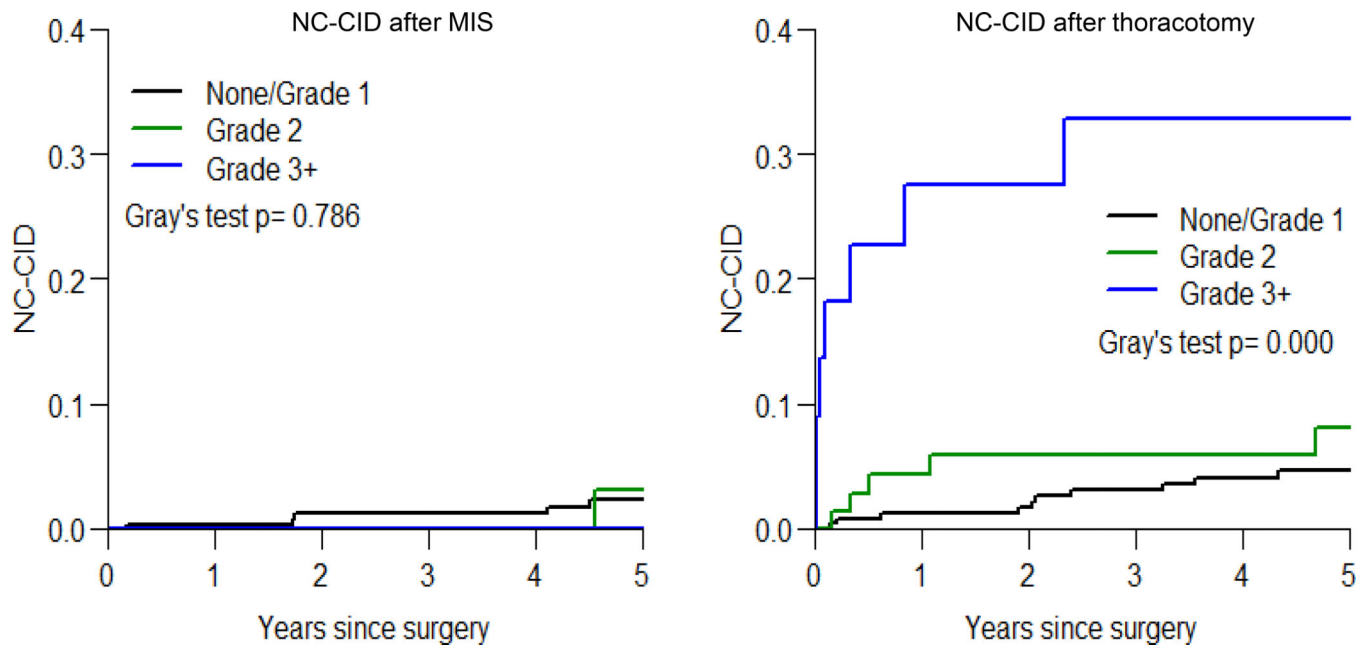 NC-CID after MIS
0.4
0.3
0.2
0.1
0.0
NC-CID
None/Grade 1
Grade 2
Grade 3+
Gray's test p= 0.786
0 1 2 3 4 5
Years since surgery
NC-CID after thoracotomy
0.4
0.3
0.2
0.1
0.0
NC-CID
None/Grade 1
Grade 2
Grade 3+
Gray's test p= 0.000
0 1 2 3 4 5
Years since surgery